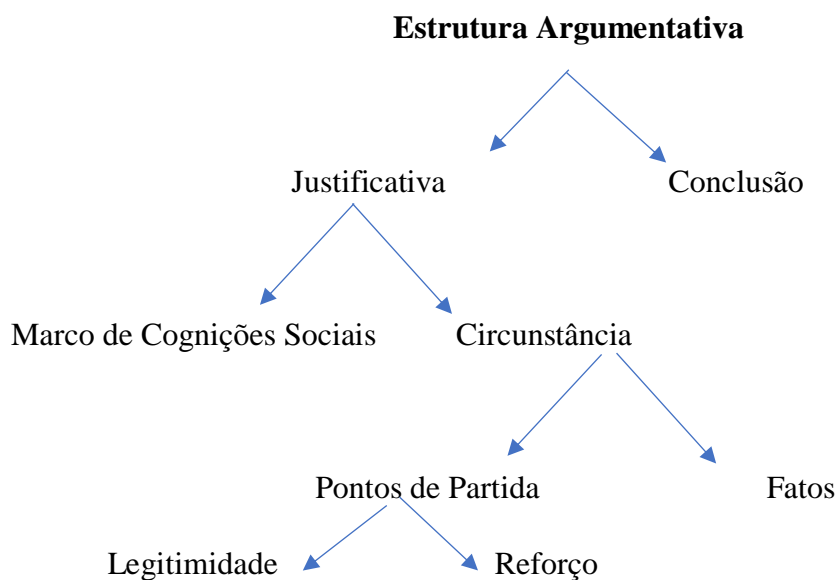 Estrutura Argumentativa
Justificativa Conclusão
Marco de Cognições Sociais Circunstância
Pontos de Partida Fatos
Legitimidade Reforço